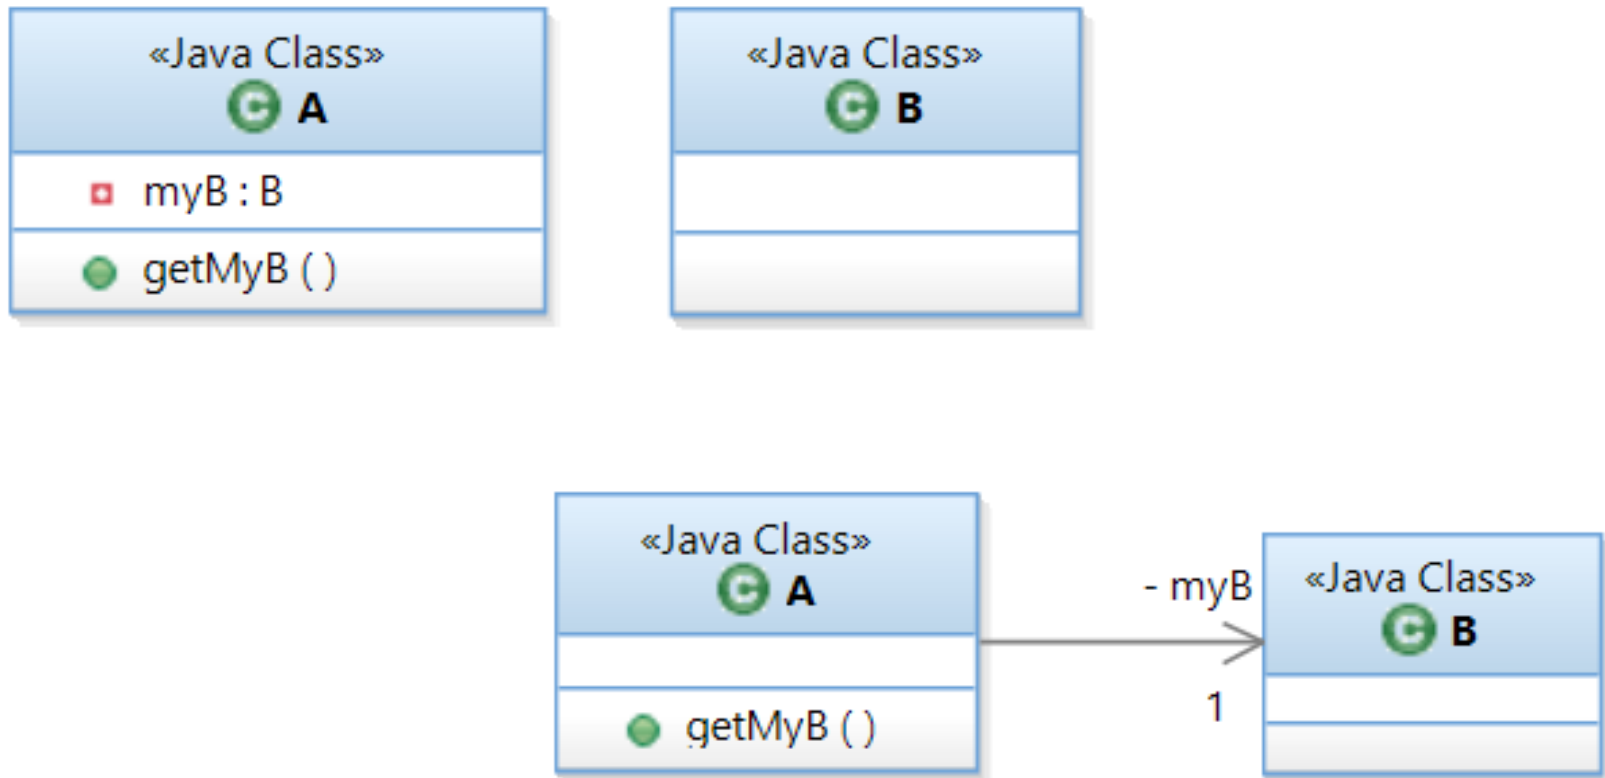 «Java Class»
C A
myB : B
getMyB ( )
«Java Class»
C B
«Java Class»
C A
getMyB ( )
- myB
1
«Java Class»
C B